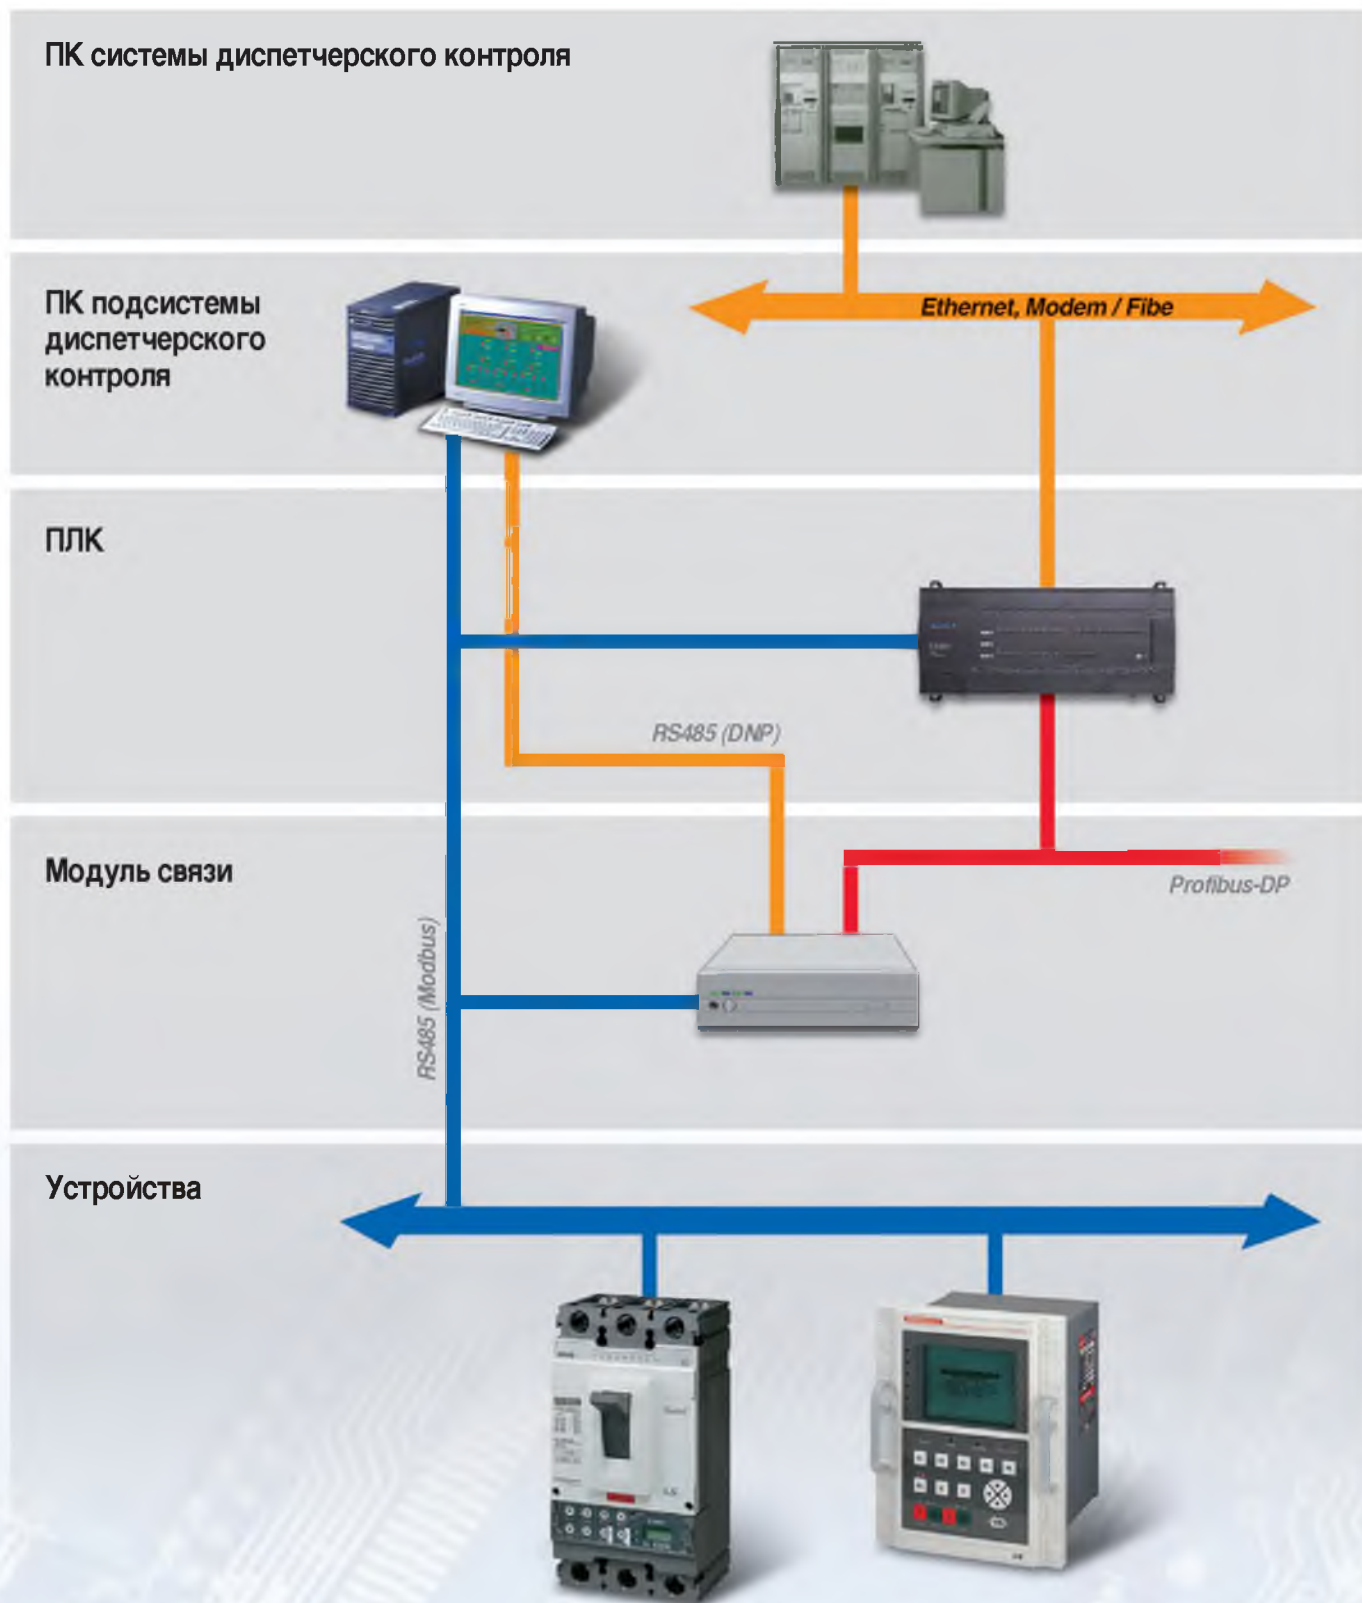 ПК системы диспетчерского контроля
ПК подсистемы
диспетчерского
контроля
Ethernet, Modem / Fibe
ПЛК
RS485 (DNP)
Модуль связи
Profibus-DP
RS485 (Modbus)
Устройства
LS